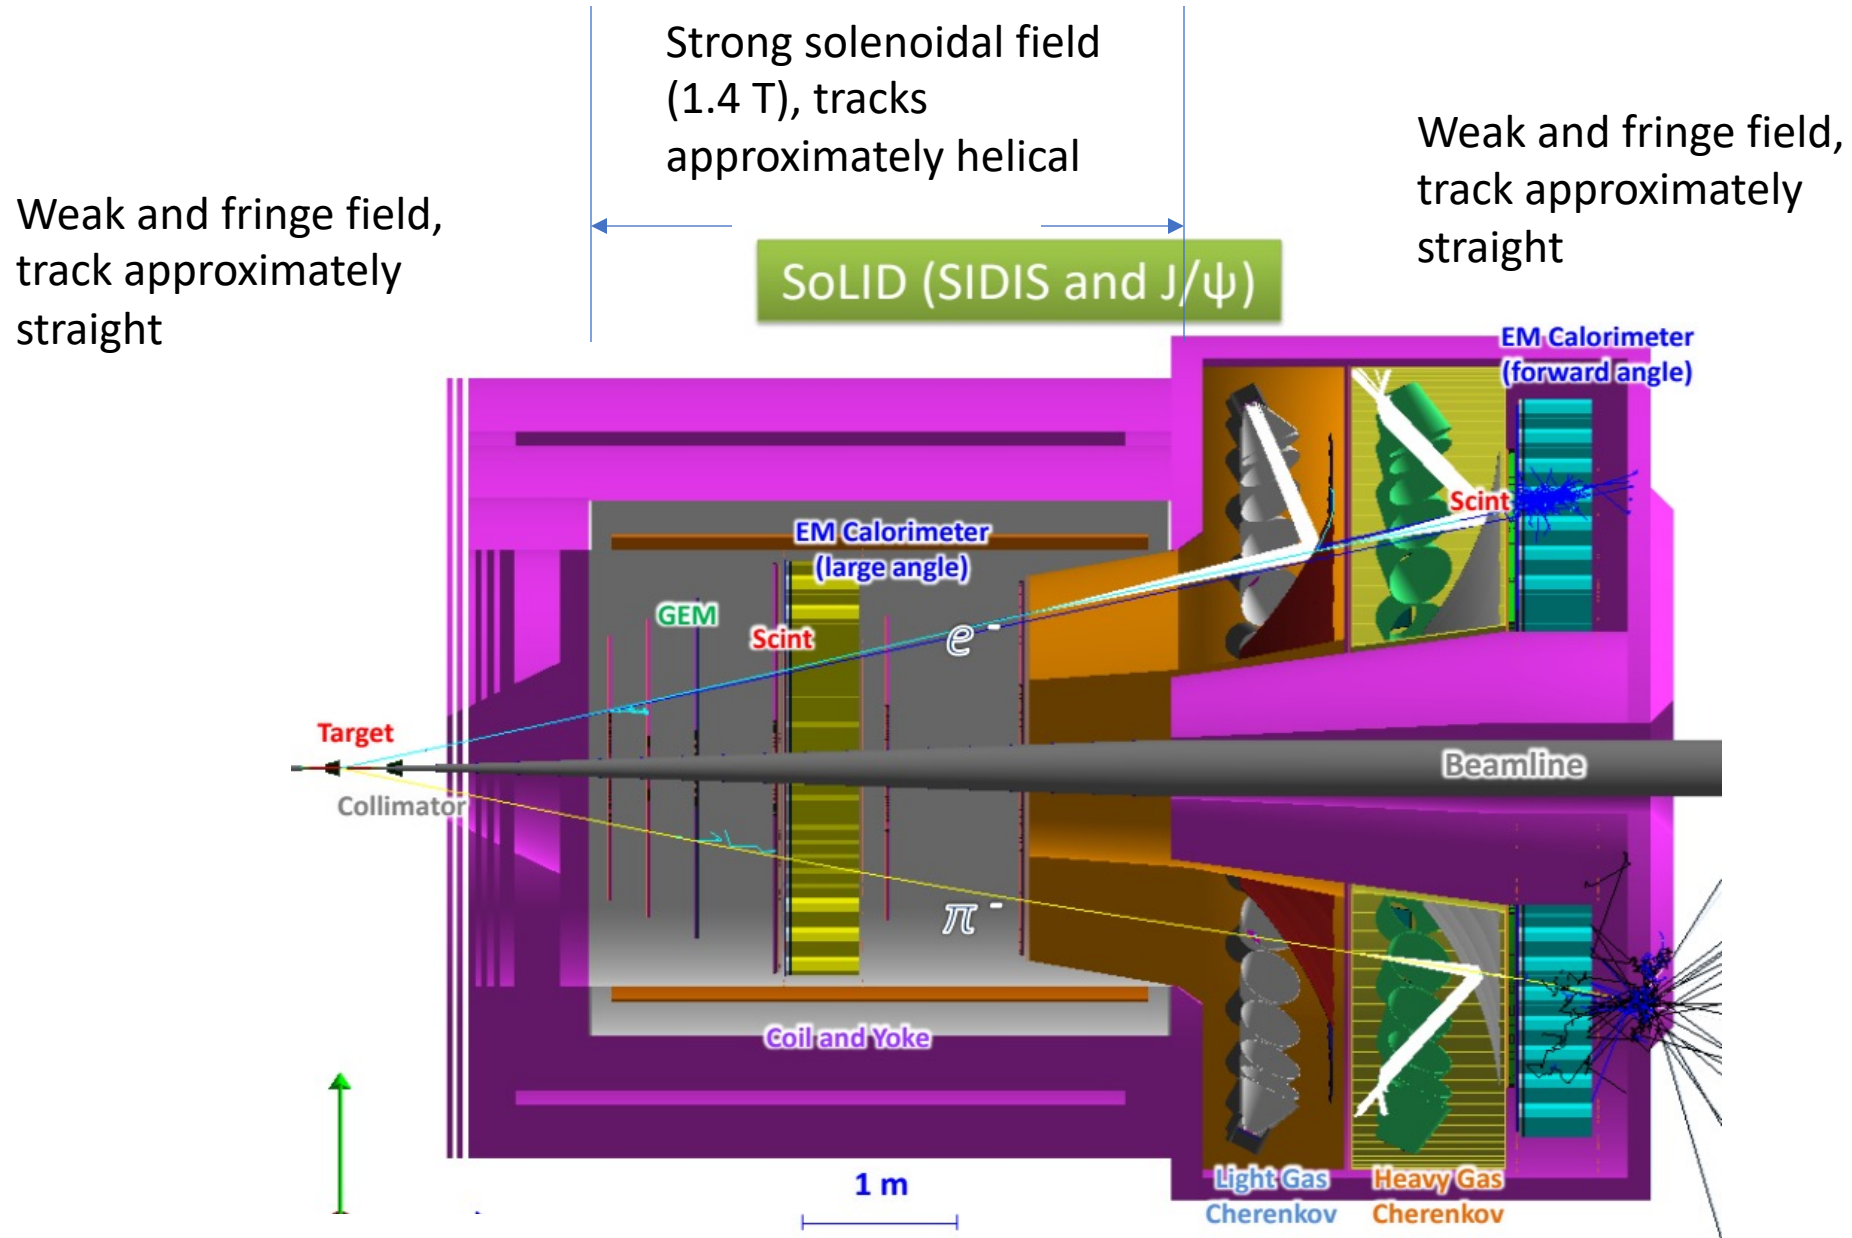 Strong solenoidal field
(1.4 T), tracks
approximately helical
Weak and fringe field,
track approximately
straight
Weak and fringe field,
track approximately
straight
SoLID (SIDIS and J/ψ)
EM Calorimeter
(forward angle)
Scint
EM Calorimeter
(large angle)
GEM
Scint
e⁻
Target
Collimator
Beamline
π⁻
Coil and Yoke
1 m
Light Gas
Cherenkov
Heavy Gas
Cherenkov